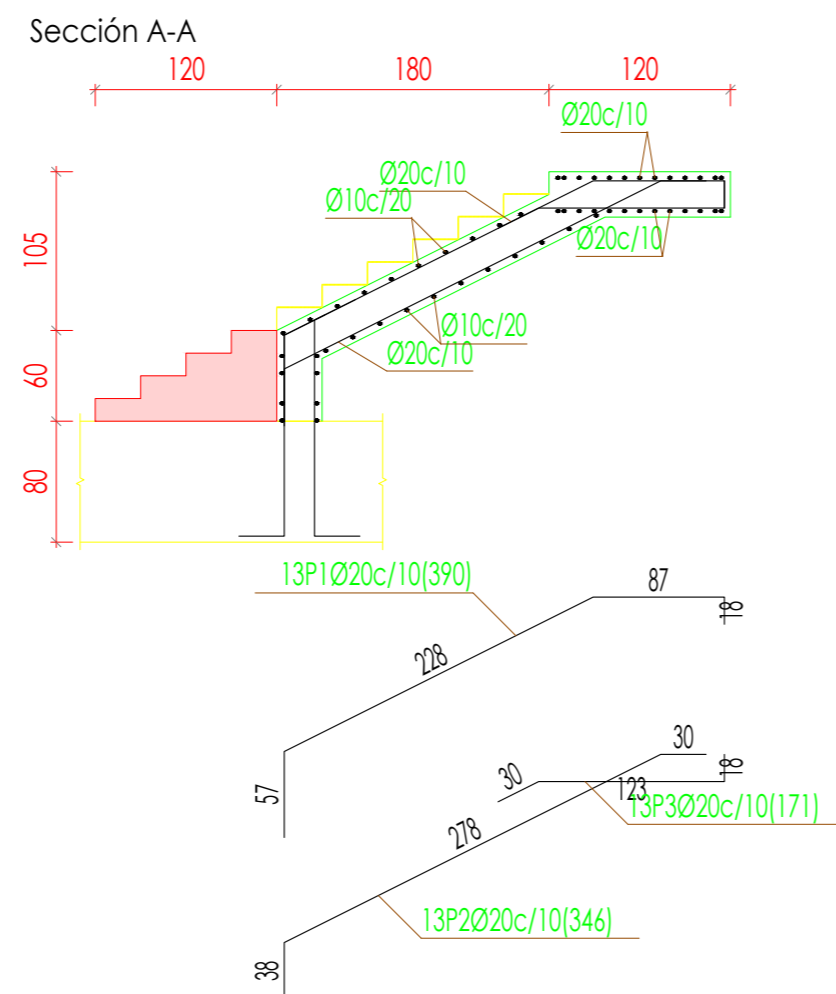 Sección A-A
120 180 120
Ø20c/10
Ø20c/10
Ø10c/20
Ø20c/10
105
Ø10c/20
Ø20c/10
60
80
13P1Ø20c/10(390)
87
18
228
57
30
30
18
123
13P3Ø20c/10(171)
278
13P2Ø20c/10(346)
38